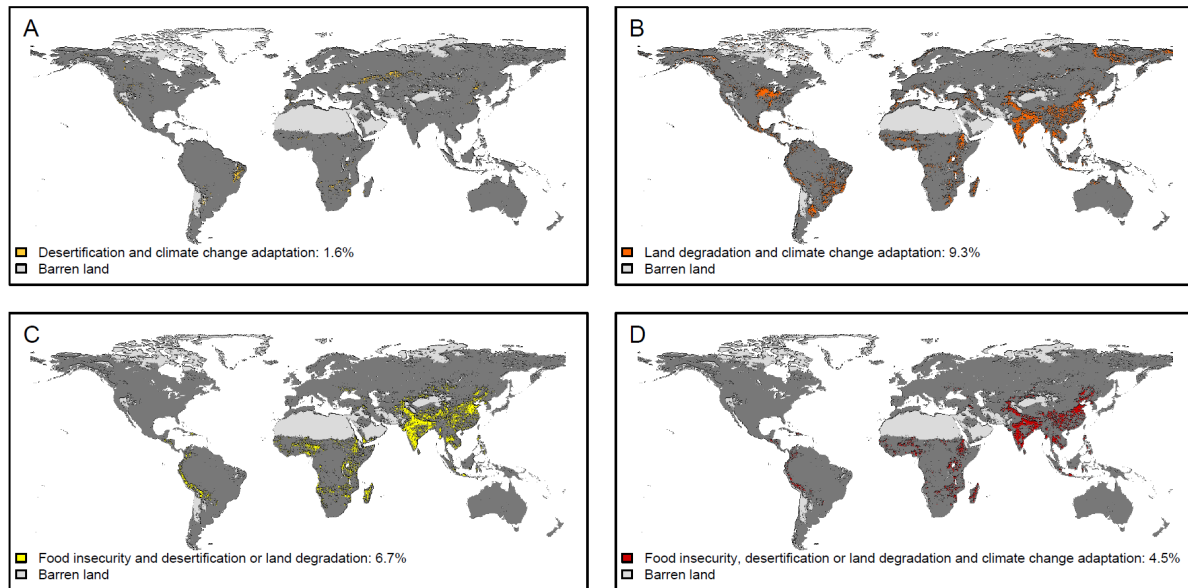 A
Desertification and climate change adaptation: 1.6%
Barren land
B
Land degradation and climate change adaptation: 9.3%
Barren land
C
Food insecurity and desertification or land degradation: 6.7%
Barren land
D
Food insecurity, desertification or land degradation and climate change adaptation: 4.5%
Barren land